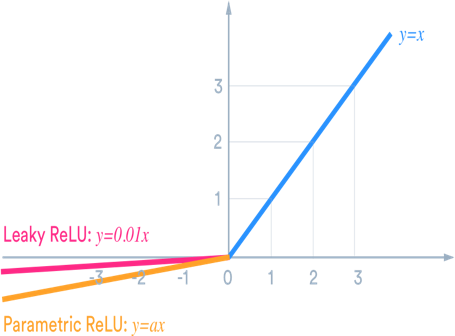 y=x
3
2
1
Leaky ReLU: y=0.01x
-3 -2 -1 0 1 2 3
Parametric ReLU: y=ax